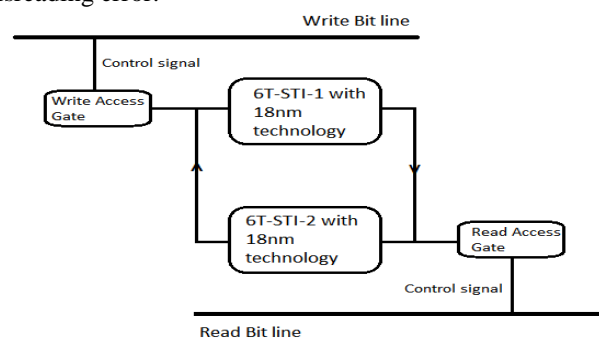 Write Bit line
Control signal
6T-STI-1 with
18nm
technology
Write Access
Gate
6T-STI-2 with
18nm
technology
Read Access
Gate
Control signal
Read Bit line